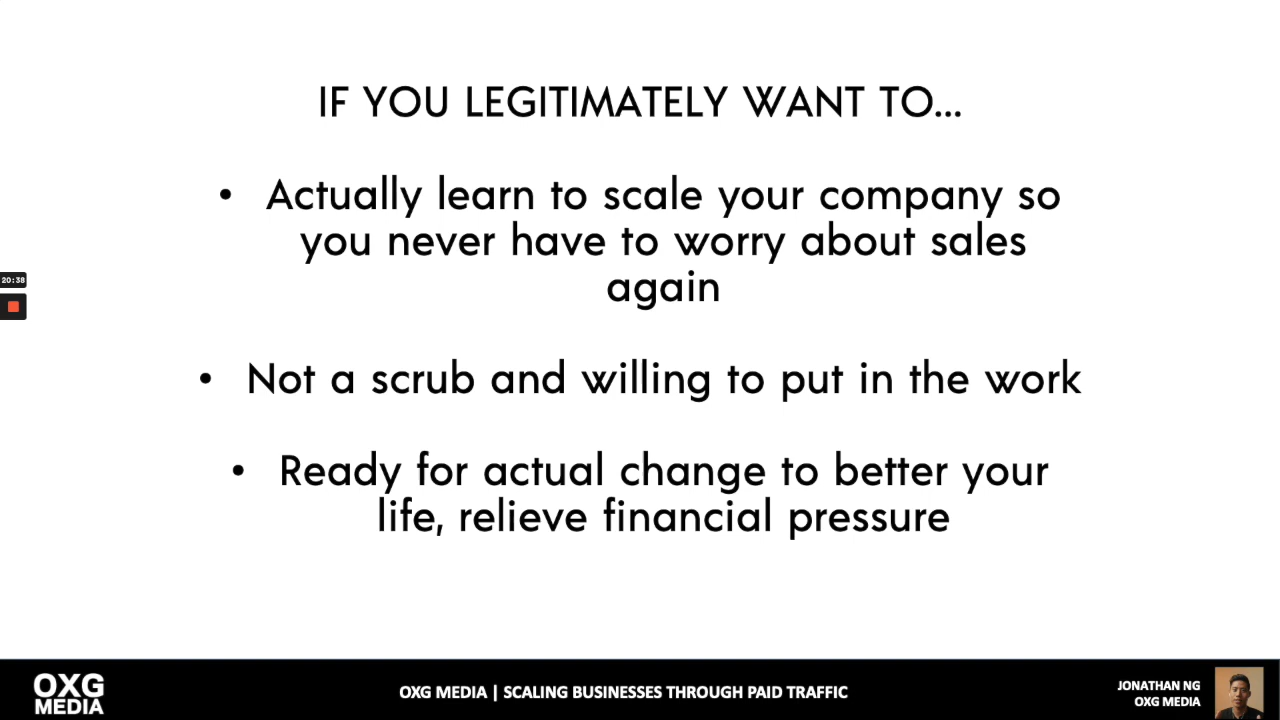 IF YOU LEGITIMATELY WANT TO...
• Actually learn to scale your company so
you never have to worry about sales
again
• Not a scrub and willing to put in the work
• Ready for actual change to better your
life, relieve financial pressure
20:38
OXG
MEDIA
OXG MEDIA | SCALING BUSINESSES THROUGH PAID TRAFFIC
JONATHAN NG
OXG MEDIA